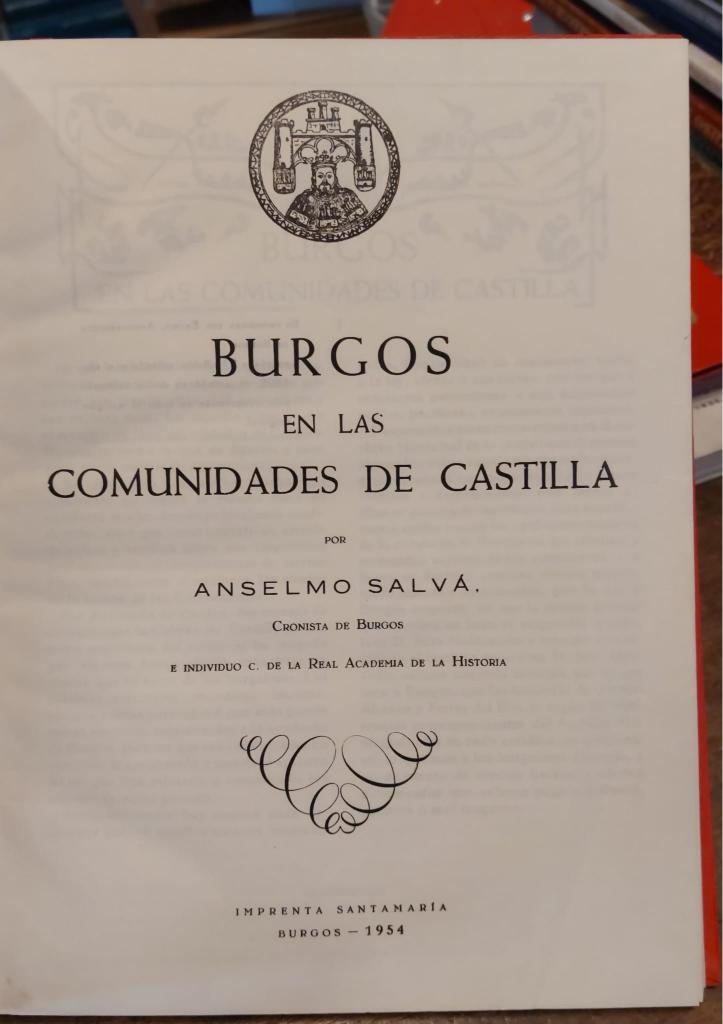 BURGOS
EN LAS
COMUNIDADES DE CASTILLA
POR
ANSELMO SALVÁ.
CRONISTA DE BURGOS
E INDIVIDUO C. DE LA REAL ACADEMIA DE LA HISTORIA
IMPRENTA SANTAMARÍA
BURGOS — 1954